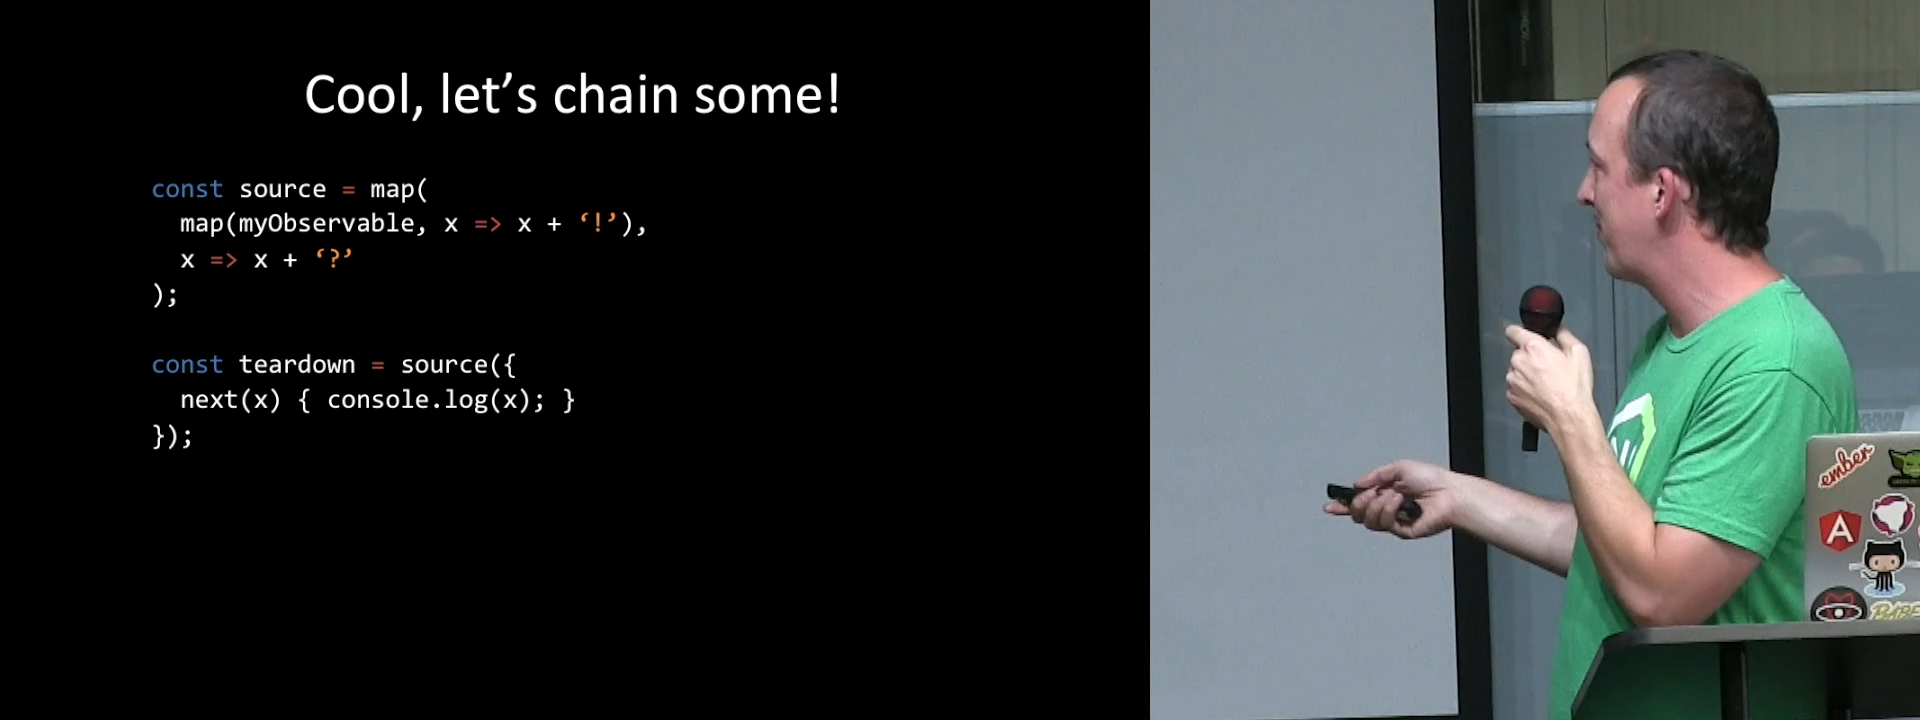 Cool, let’s chain some!
const source = map(
map(myObservable, x => x + ‘!’),
x => x + ‘?’
);
const teardown = source({
next(x) { console.log(x); }
});
ember
A